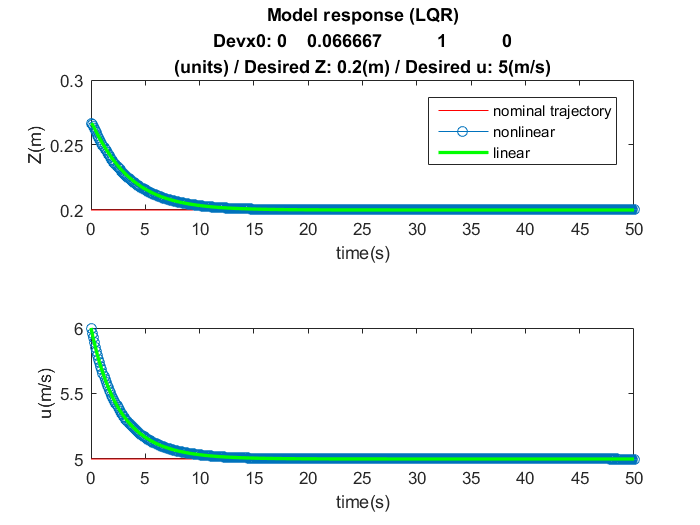 Model response (LQR)
Devx0: 0 0.066667 1 0
(units) / Desired Z: 0.2(m) / Desired u: 5(m/s)
0.3
0.25
0.2
Z(m)
nominal trajectory
nonlinear
linear
0 5 10 15 20 25 30 35 40 45 50
time(s)
6
5.5
5
u(m/s)
0 5 10 15 20 25 30 35 40 45 50
time(s)